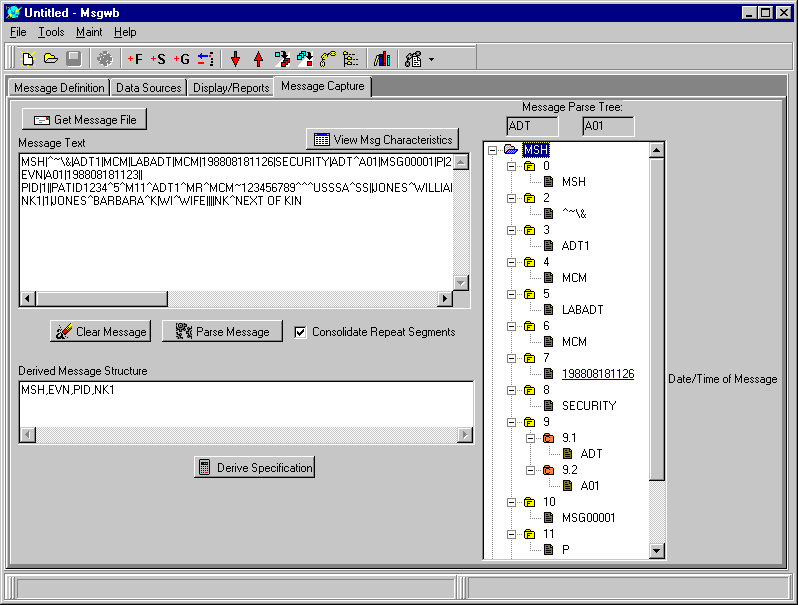 Untitled - Msgwb
File Tools Maint Help
+F +S +G
Message Definition Data Sources Display/Reports Message Capture
Get Message File
Message Text
View Msg Characteristics
MSH|^~\&|ADT1|MCM|LABADT|MCM|198808181126|SECURITY|ADT^A01|MSG00001|P|2
EVN|A01|198808181123||
PID|1||PATID1234^5^M11^ADT1^MR^MCM~123456789^^^USSSA^SS||JONES^WILLIA
NK1|1|JONES^BARBARA^K|WI^WIFE||||NK^NEXT OF KIN
Clear Message Parse Message Consolidate Repeat Segments
Derived Message Structure
MSH,EVN,PID,NK1
Derive Specification
Message Parse Tree:
ADT A01
MSH
0
MSH
2
^~\&
3
ADT1
4
MCM
5
LABADT
6
MCM
7
198808181126
8
SECURITY
9
9.1
ADT
9.2
A01
10
MSG00001
11
P
Date/Time of Message